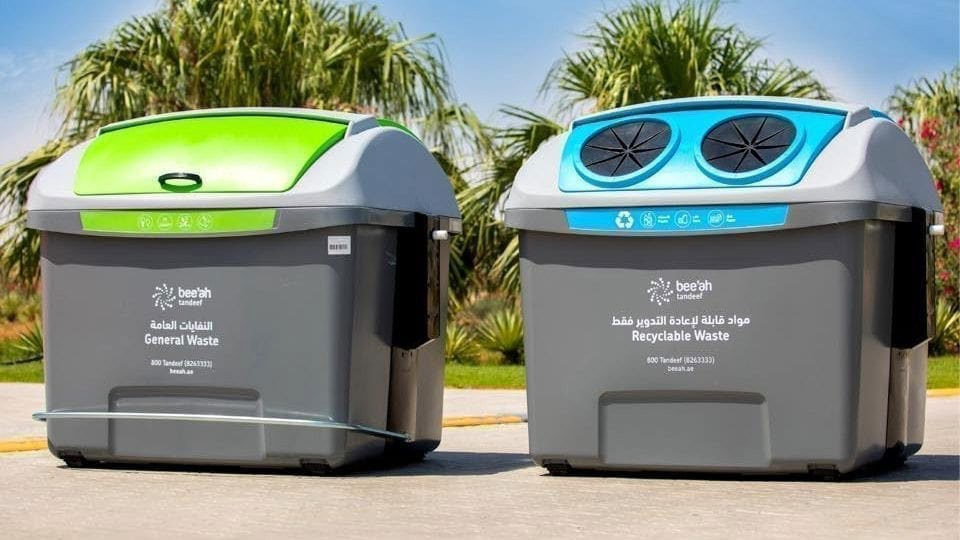 bee'ah
tandeef
النفايات العامة
General Waste
800 Tandeef (8263333)
beeah.ae
bee'ah
tandeef
مواد قابلة لإعادة التدوير فقط
Recyclable Waste
800 Tandeef (8263333)
beeah.ae